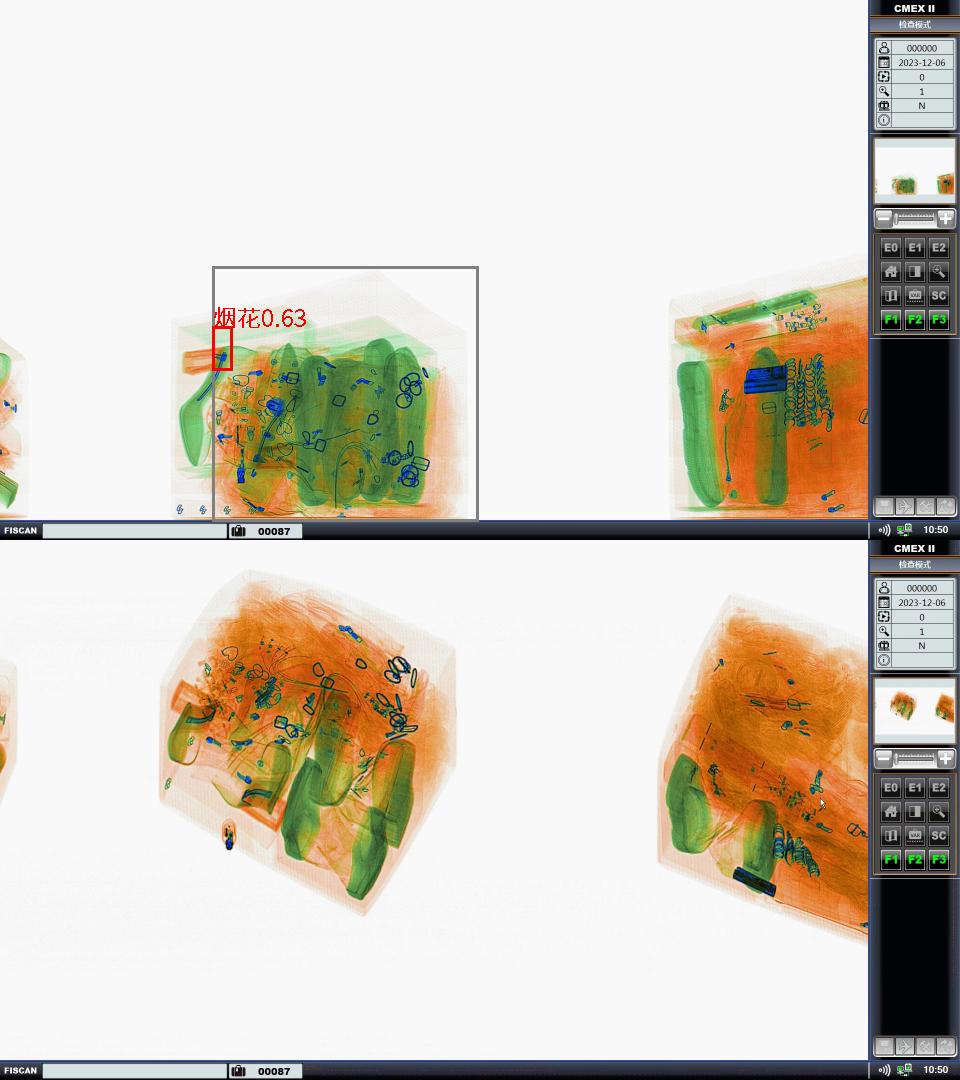 CMEX II
检查模式
000000
2023-12-06
0
1
N
烟花0.63
E0 E1 E2
VAR SC
F1 F2 F3
FISCAN 00087 10:50
CMEX II
检查模式
000000
2023-12-06
0
1
N
E0 E1 E2
VAR SC
F1 F2 F3
FISCAN 00087 10:50